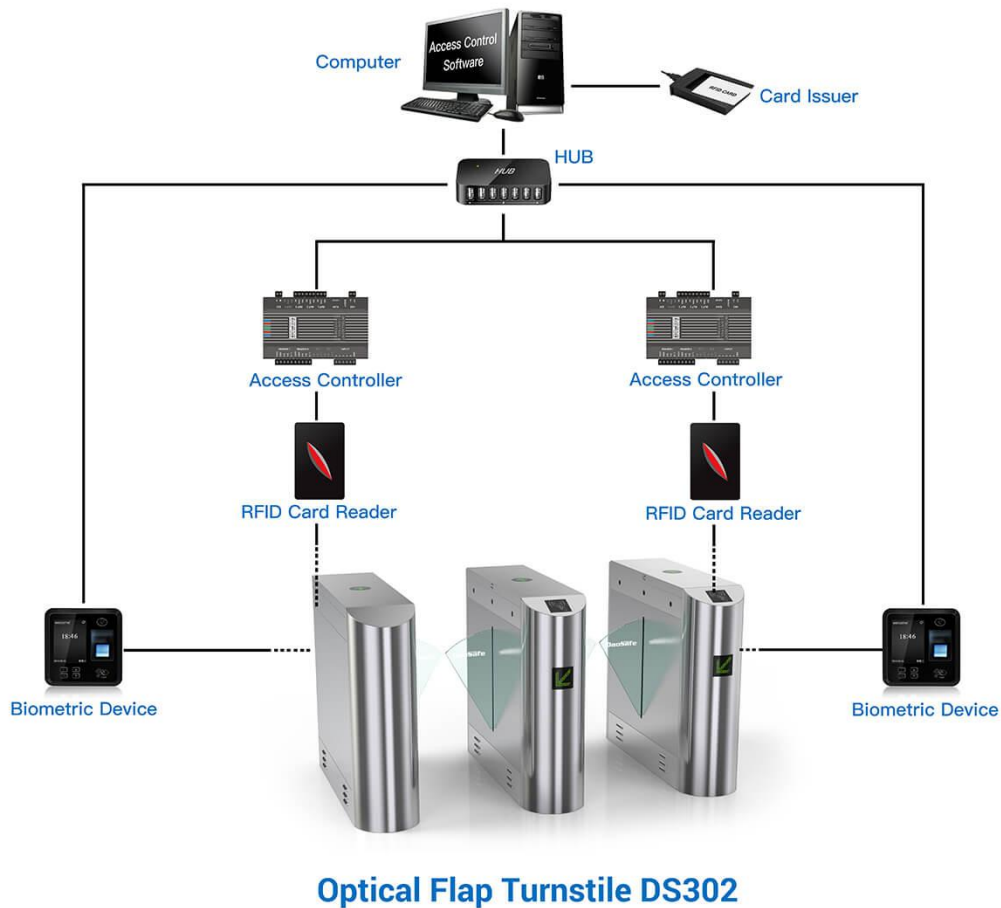 Access Control
Software
Computer
RFID CARD
Card Issuer
HUB
HUB
Access Controller
Access Controller
RFID Card Reader
RFID Card Reader
18:46
18:46
Biometric Device
Biometric Device
Optical Flap Turnstile DS302